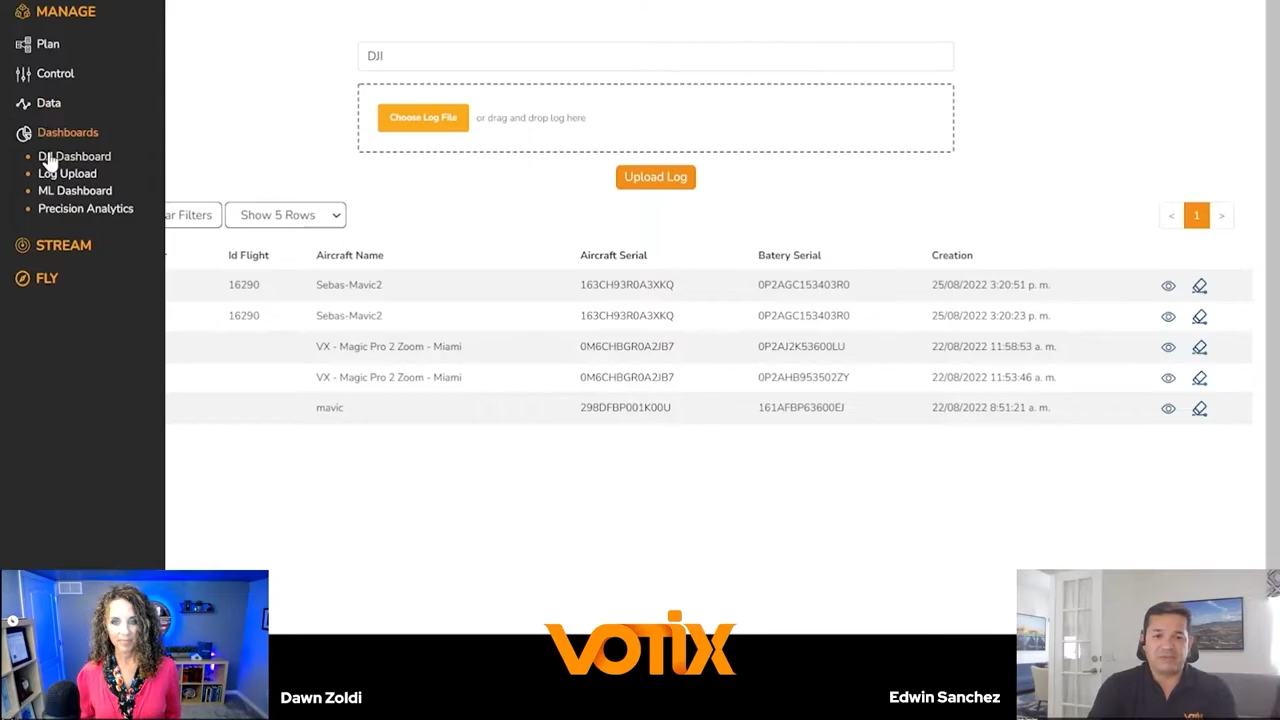 MANAGE
Plan
Control
Data
Dashboards
DJI Dashboard
Log Upload
ML Dashboard
Precision Analytics
STREAM
FLY
DJI
Choose Log File or drag and drop log here
Upload Log
ar Filters Show 5 Rows < 1 >
Id Flight Aircraft Name Aircraft Serial Batery Serial Creation
16290 Sebas-Mavic2 163CH93R0A3XKQ 0P2AGC153403R0 25/08/2022 3:20:51 p. m.
16290 Sebas-Mavic2 163CH93R0A3XKQ 0P2AGC153403R0 25/08/2022 3:20:23 p. m.
VX - Magic Pro 2 Zoom - Miami 0M6CHBGR0A2JB7 0P2AJ2K53600LU 22/08/2022 11:58:53 a. m.
VX - Magic Pro 2 Zoom - Miami 0M6CHBGR0A2JB7 0P2AHB953502ZY 22/08/2022 11:53:46 a. m.
mavic 298DFBP001K00U 161AFBP63600EJ 22/08/2022 8:51:21 a. m.
VOTIX
Dawn Zoldi
Edwin Sanchez